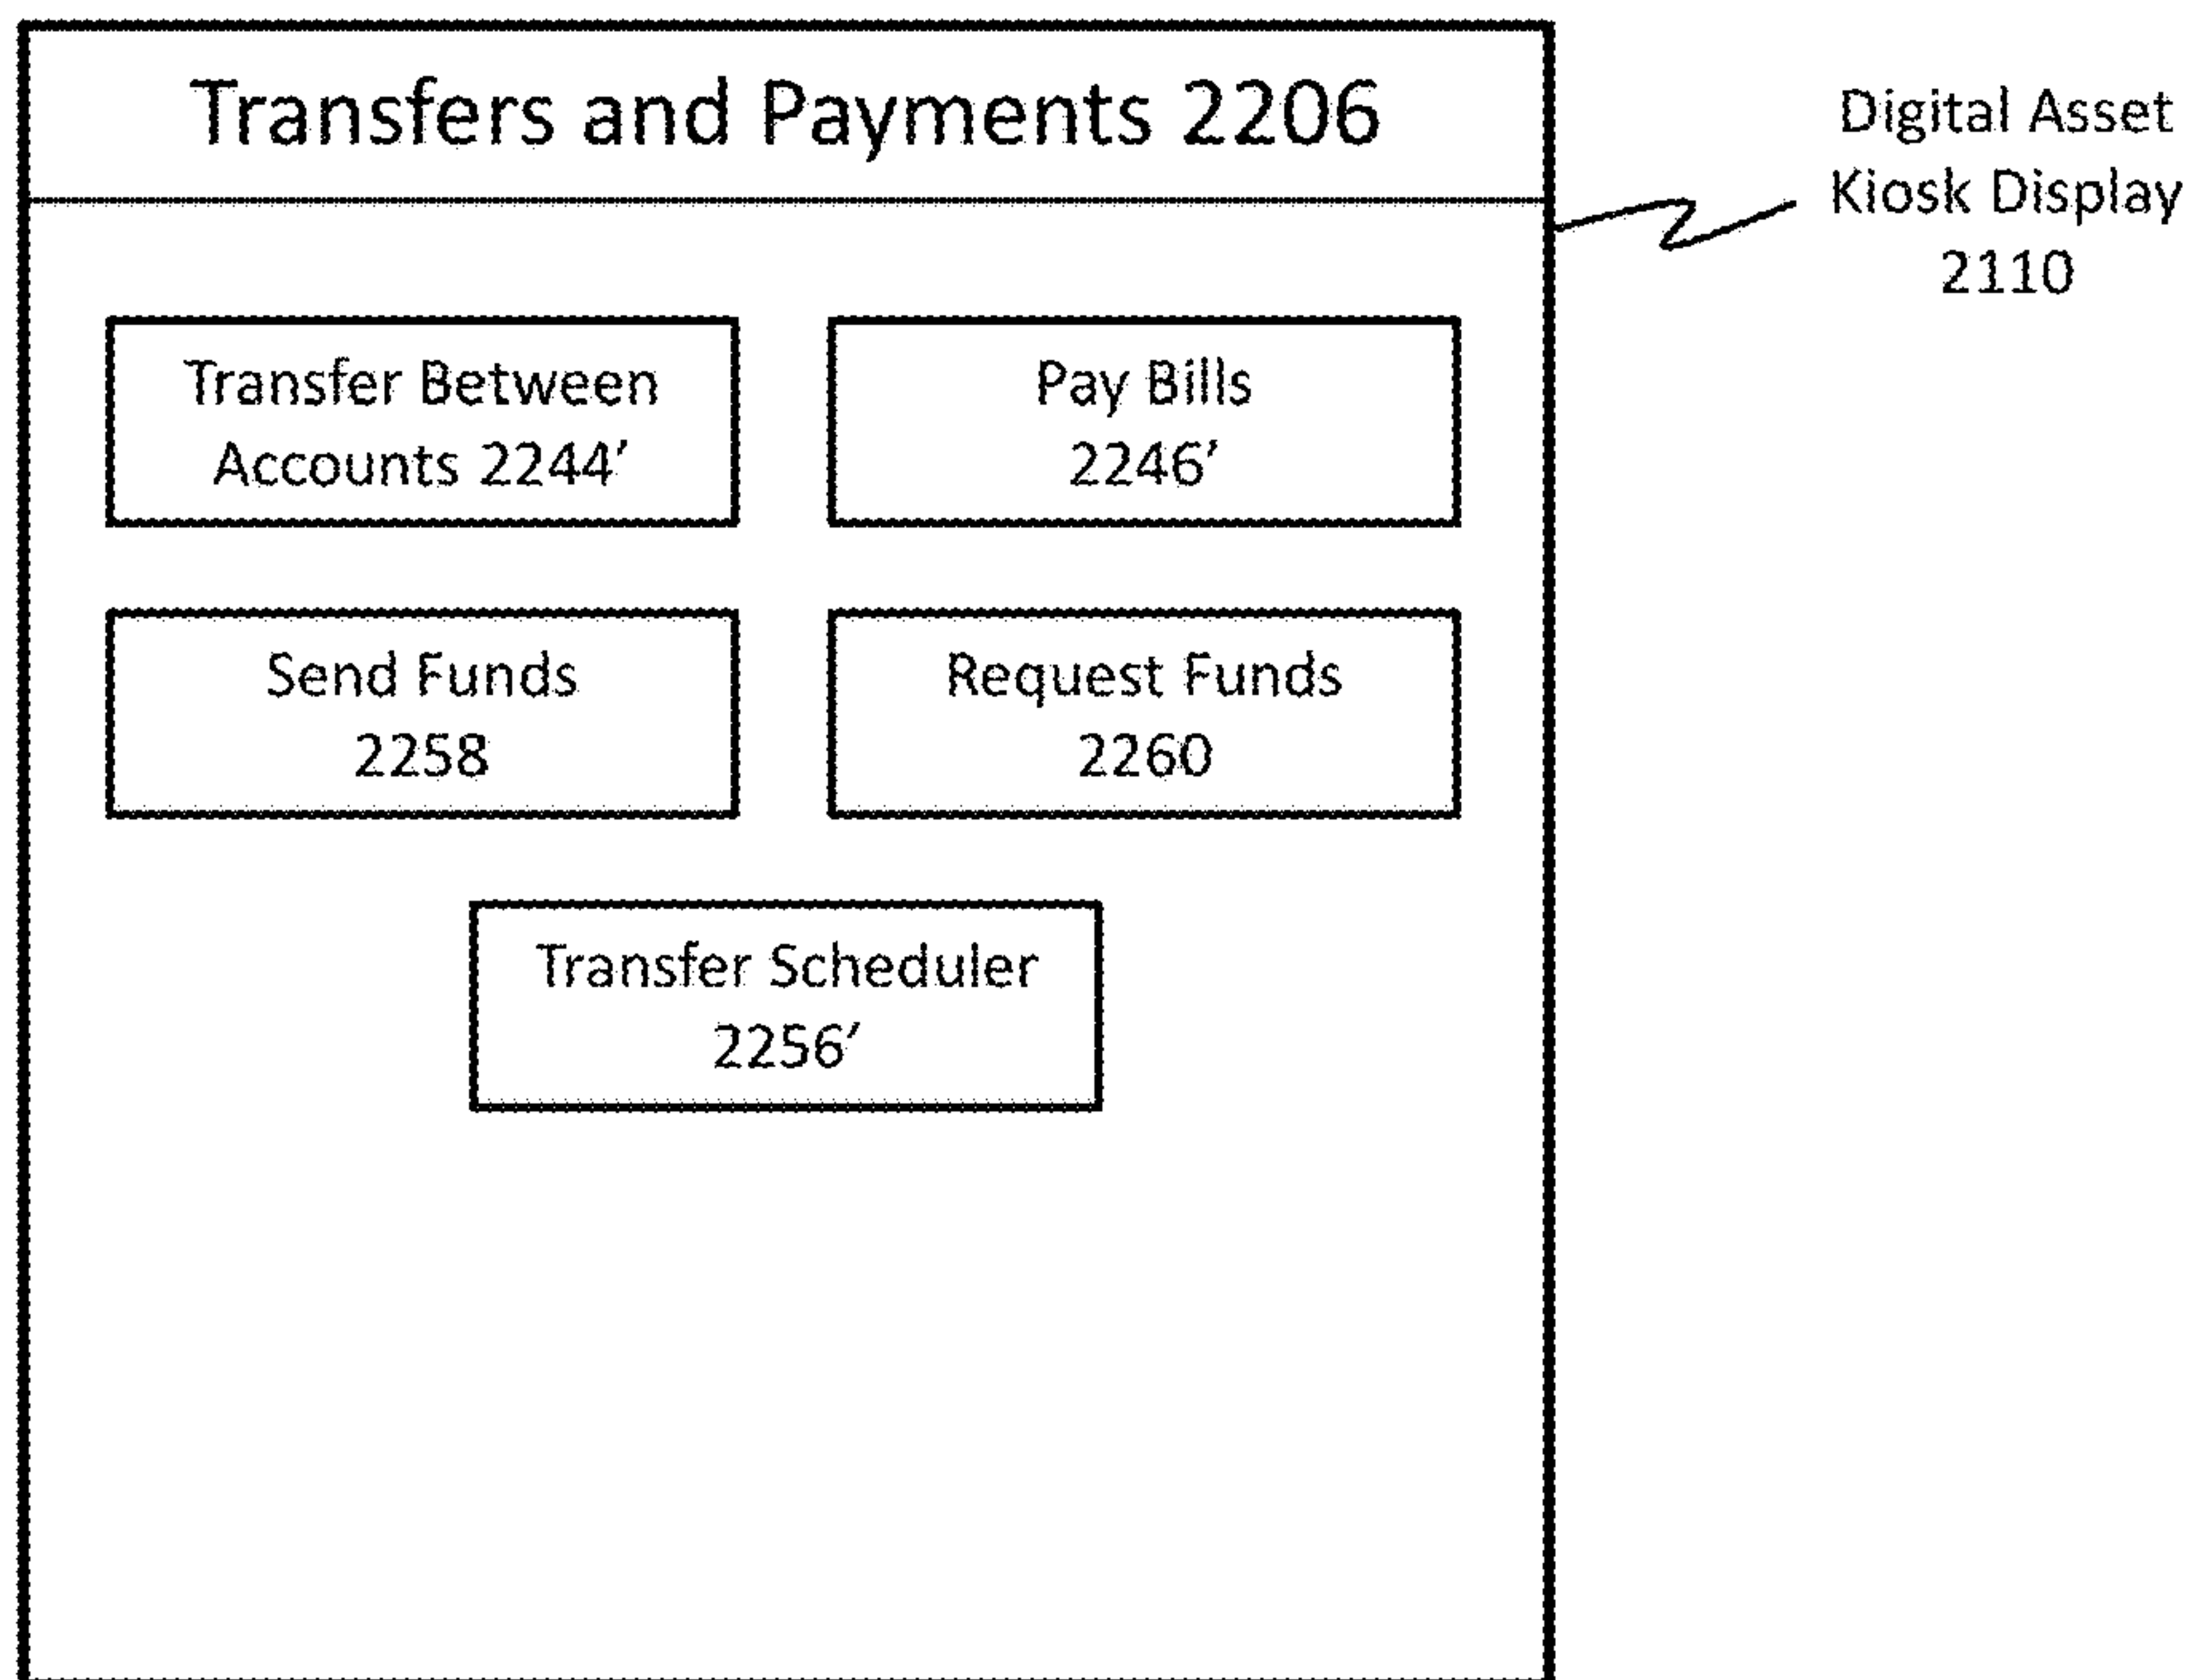 Transfers and Payments 2206
Digital Asset
Kiosk Display
2110
Transfer Between
Accounts 2244′
Pay Bills
2246′
Send Funds
2258
Request Funds
2260
Transfer Scheduler
2256′